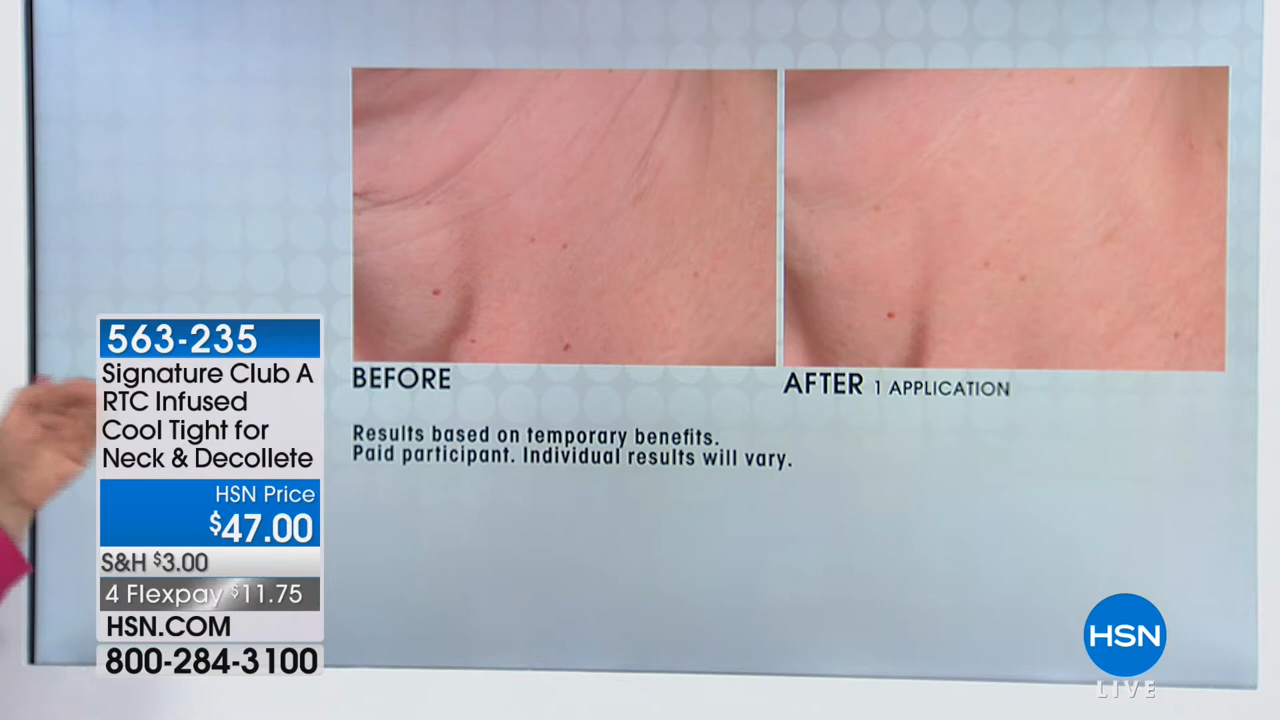 BEFORE
AFTER 1 APPLICATION
Results based on temporary benefits.
Paid participant. Individual results will vary.
563-235
Signature Club A
RTC Infused
Cool Tight for
Neck & Decollete
HSN Price
$47.00
S&H $3.00
4 Flexpay $11.75
HSN.COM
800-284-3100
HSN
LIVE